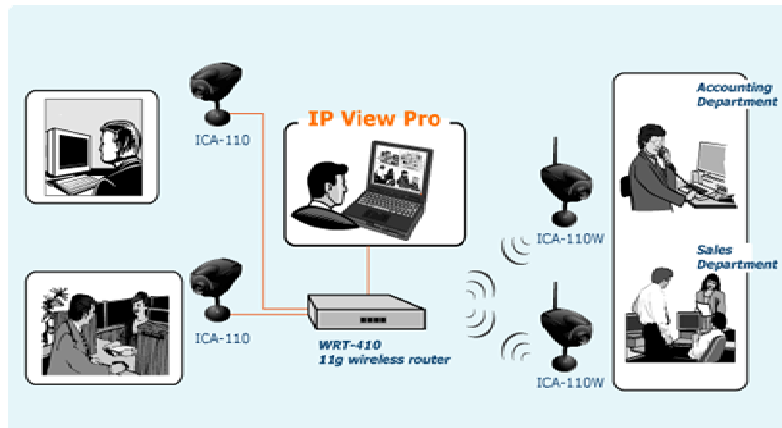 Accounting
Department
IP View Pro
ICA-110
ICA-110W
Sales
Department
ICA-110
WRT-410
11g wireless router
ICA-110W